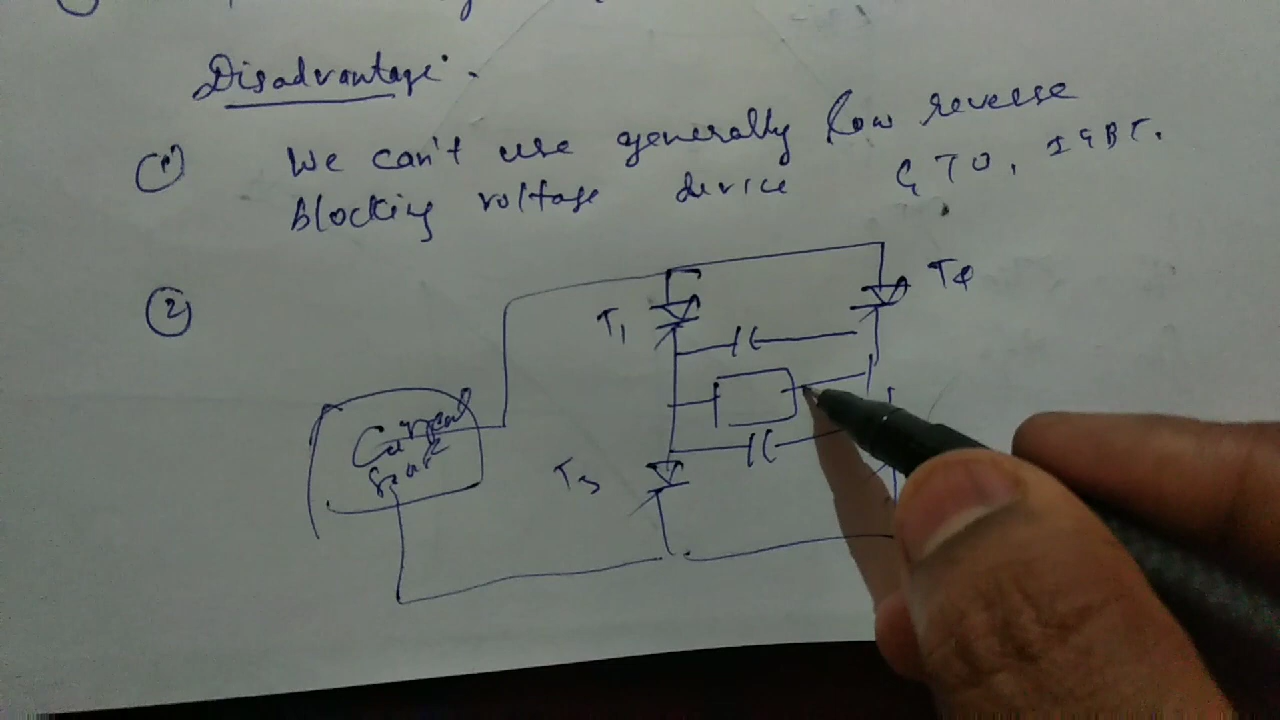 Disadvantage.
(1) We can't use generally low reverse
blocking voltage device GTO, IGBT.
(2)
T1
T4
Current
T3